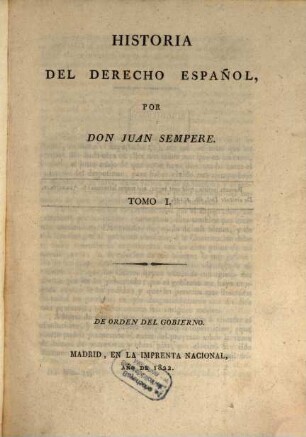 HISTORIA
DEL DERECHO ESPAÑOL,
POR
DON JUAN SEMPERE.
TOMO I.
DE ORDEN DEL GOBIERNO.
MADRID, EN LA IMPRENTA NACIONAL,
AÑO DE 1822.